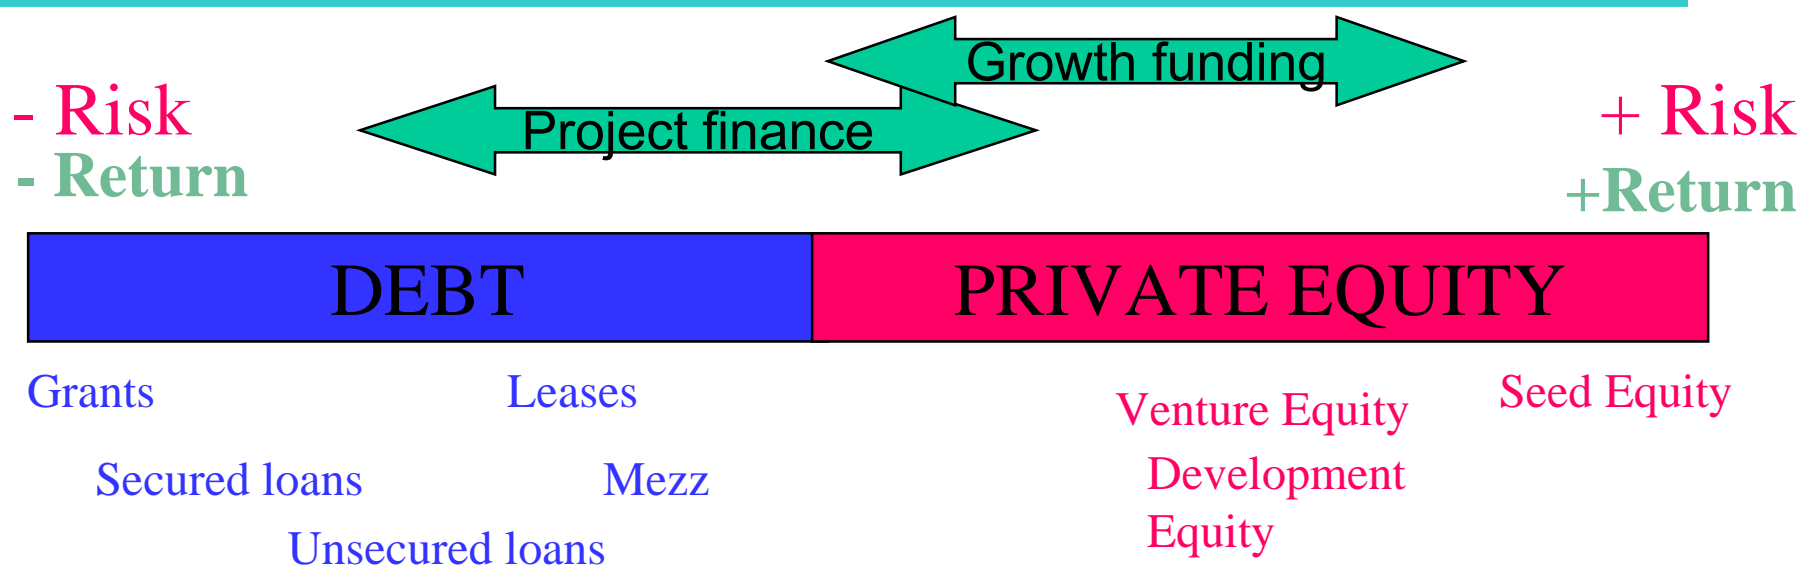 Growth funding
Project finance
- Risk
- Return
+ Risk
+Return
DEBT
PRIVATE EQUITY
Grants
Leases
Venture Equity
Seed Equity
Secured loans
Mezz
Development
Equity
Unsecured loans